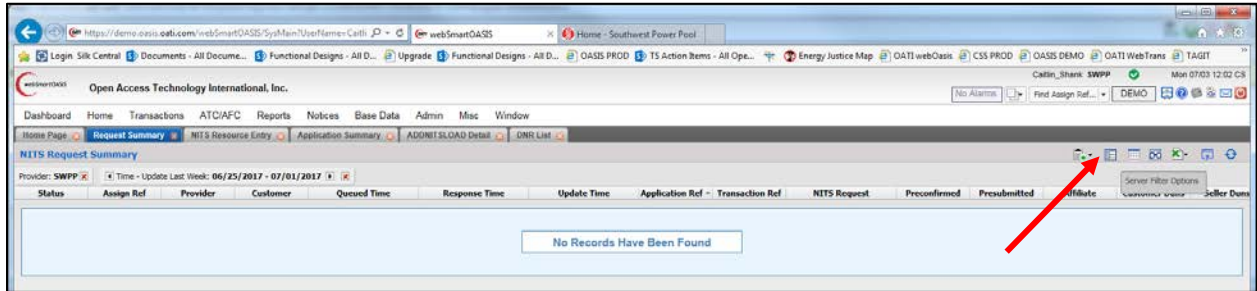 https://demo.oasis.oati.com/webSmartOASIS/SysMain?UserName=Caitli
webSmartOASIS
Home - Southwest Power Pool
Login Silk Central Documents - All Docume... Functional Designs - All D... Upgrade Functional Designs - All D... OASIS PROD TS Action Items - All Ope... Energy Justice Map OATI webOasis CSS PROD OASIS DEMO OATI WebTrans TAGIT
webSmartOASIS
Open Access Technology International, Inc.
Caitlin_Shank SWPP Mon 07/03 12:02 CS
No Alarms Find Assign Ref... DEMO
Dashboard Home Transactions ATC/AFC Reports Notices Base Data Admin Misc Window
Home Page Request Summary NITS Resource Entry Application Summary ADDNITSLOAD Detail DNR List
NITS Request Summary
Provider: SWPP Time - Update Last Week: 06/25/2017 - 07/01/2017
Server Filter Options
Status Assign Ref Provider Customer Queued Time Response Time Update Time Application Ref Transaction Ref NITS Request Preconfirmed Presubmitted Affiliate Customer Duns Seller Duns
No Records Have Been Found